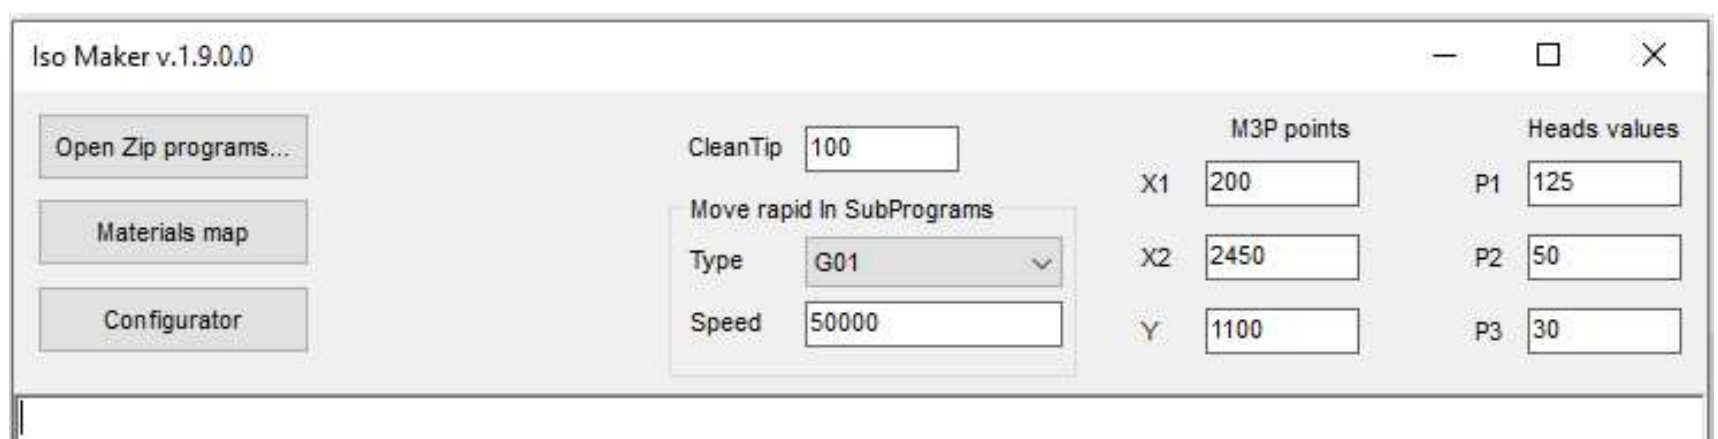 Iso Maker v.1.9.0.0
Open Zip programs...
Materials map
Configurator
CleanTip 100
Move rapid In SubPrograms
Type G01
Speed 50000
M3P points
X1 200
X2 2450
Y 1100
Heads values
P1 125
P2 50
P3 30